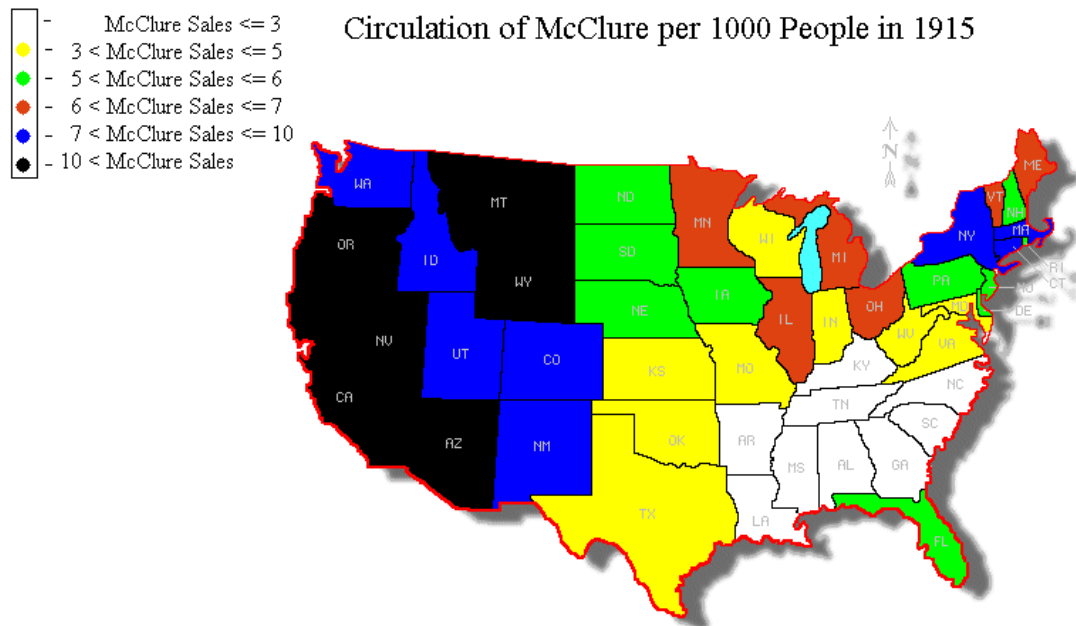 Circulation of McClure per 1000 People in 1915
- McClure Sales <= 3
- 3 < McClure Sales <= 5
- 5 < McClure Sales <= 6
- 6 < McClure Sales <= 7
- 7 < McClure Sales <= 10
- 10 < McClure Sales
N
WA
MT
ND
MN
ME
VT
NH
OR
ID
SD
WI
MI
NY
MA
RI
CT
WY
NE
IA
PA
NJ
NV
UT
CO
IL
IN
OH
MD
DE
CA
KS
MO
KY
WV
VA
AZ
NM
OK
AR
TN
NC
SC
TX
LA
MS
AL
GA
FL